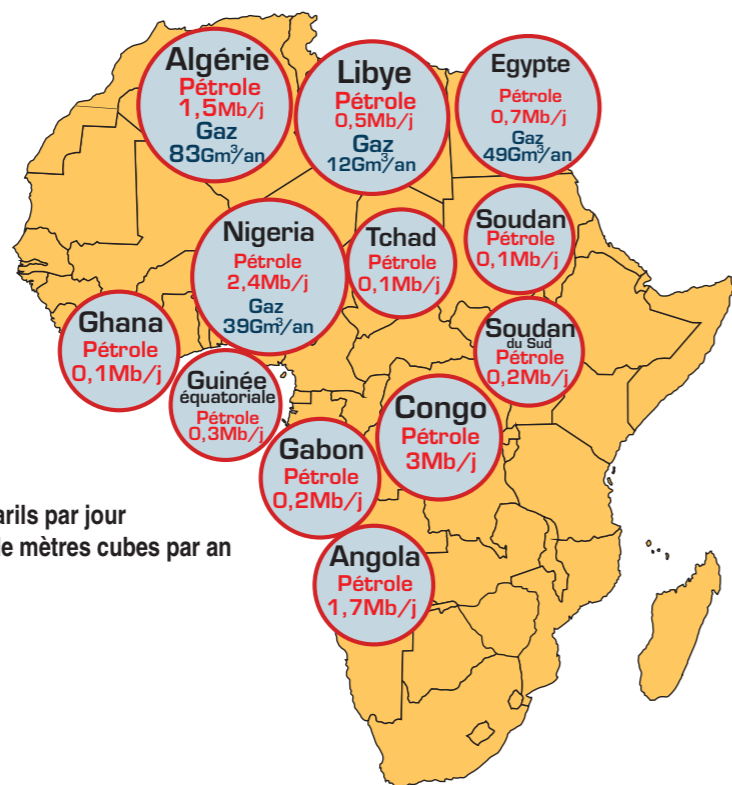 Algérie
Pétrole
1,5Mb/j
Gaz
83Gm³/an
Libye
Pétrole
0,5Mb/j
Gaz
12Gm³/an
Egypte
Pétrole
0,7Mb/j
Gaz
49Gm³/an
Nigeria
Pétrole
2,4Mb/j
Gaz
39Gm³/an
Tchad
Pétrole
0,1Mb/j
Soudan
Pétrole
0,1Mb/j
Ghana
Pétrole
0,1Mb/j
Soudan
du Sud
Pétrole
0,2Mb/j
Guinée
équatoriale
Pétrole
0,3Mb/j
Congo
Pétrole
3Mb/j
Gabon
Pétrole
0,2Mb/j
Angola
Pétrole
1,7Mb/j
par jour
mètres cubes par an